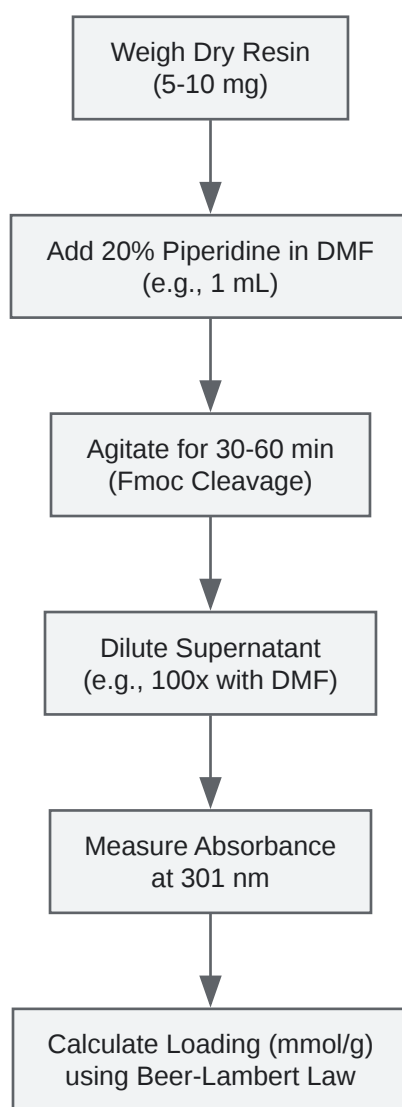 Weigh Dry Resin
(5-10 mg)
Add 20% Piperidine in DMF
(e.g., 1 mL)
Agitate for 30-60 min
(Fmoc Cleavage)
Dilute Supernatant
(e.g., 100x with DMF)
Measure Absorbance
at 301 nm
Calculate Loading (mmol/g)
using Beer-Lambert Law